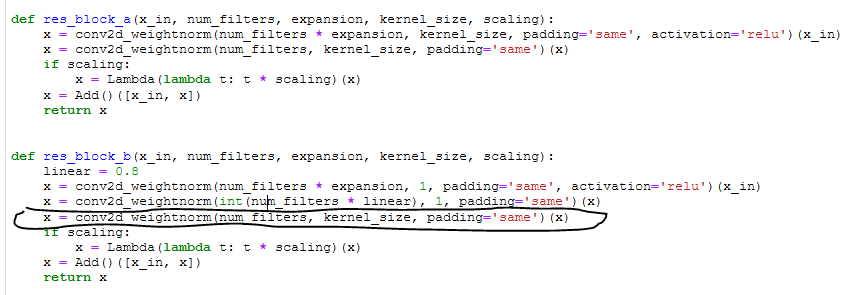 def res_block_a(x_in, num_filters, expansion, kernel_size, scaling):
    x = conv2d_weightnorm(num_filters * expansion, kernel_size, padding='same', activation='relu')(x_in)
    x = conv2d_weightnorm(num_filters, kernel_size, padding='same')(x)
    if scaling:
        x = Lambda(lambda t: t * scaling)(x)
    x = Add()([x_in, x])
    return x
def res_block_b(x_in, num_filters, expansion, kernel_size, scaling):
    linear = 0.8
    x = conv2d_weightnorm(num_filters * expansion, 1, padding='same', activation='relu')(x_in)
    x = conv2d_weightnorm(int(num_filters * linear), 1, padding='same')(x)
    x = conv2d_weightnorm(num_filters, kernel_size, padding='same')(x)
    if scaling:
        x = Lambda(lambda t: t * scaling)(x)
    x = Add()([x_in, x])
    return x